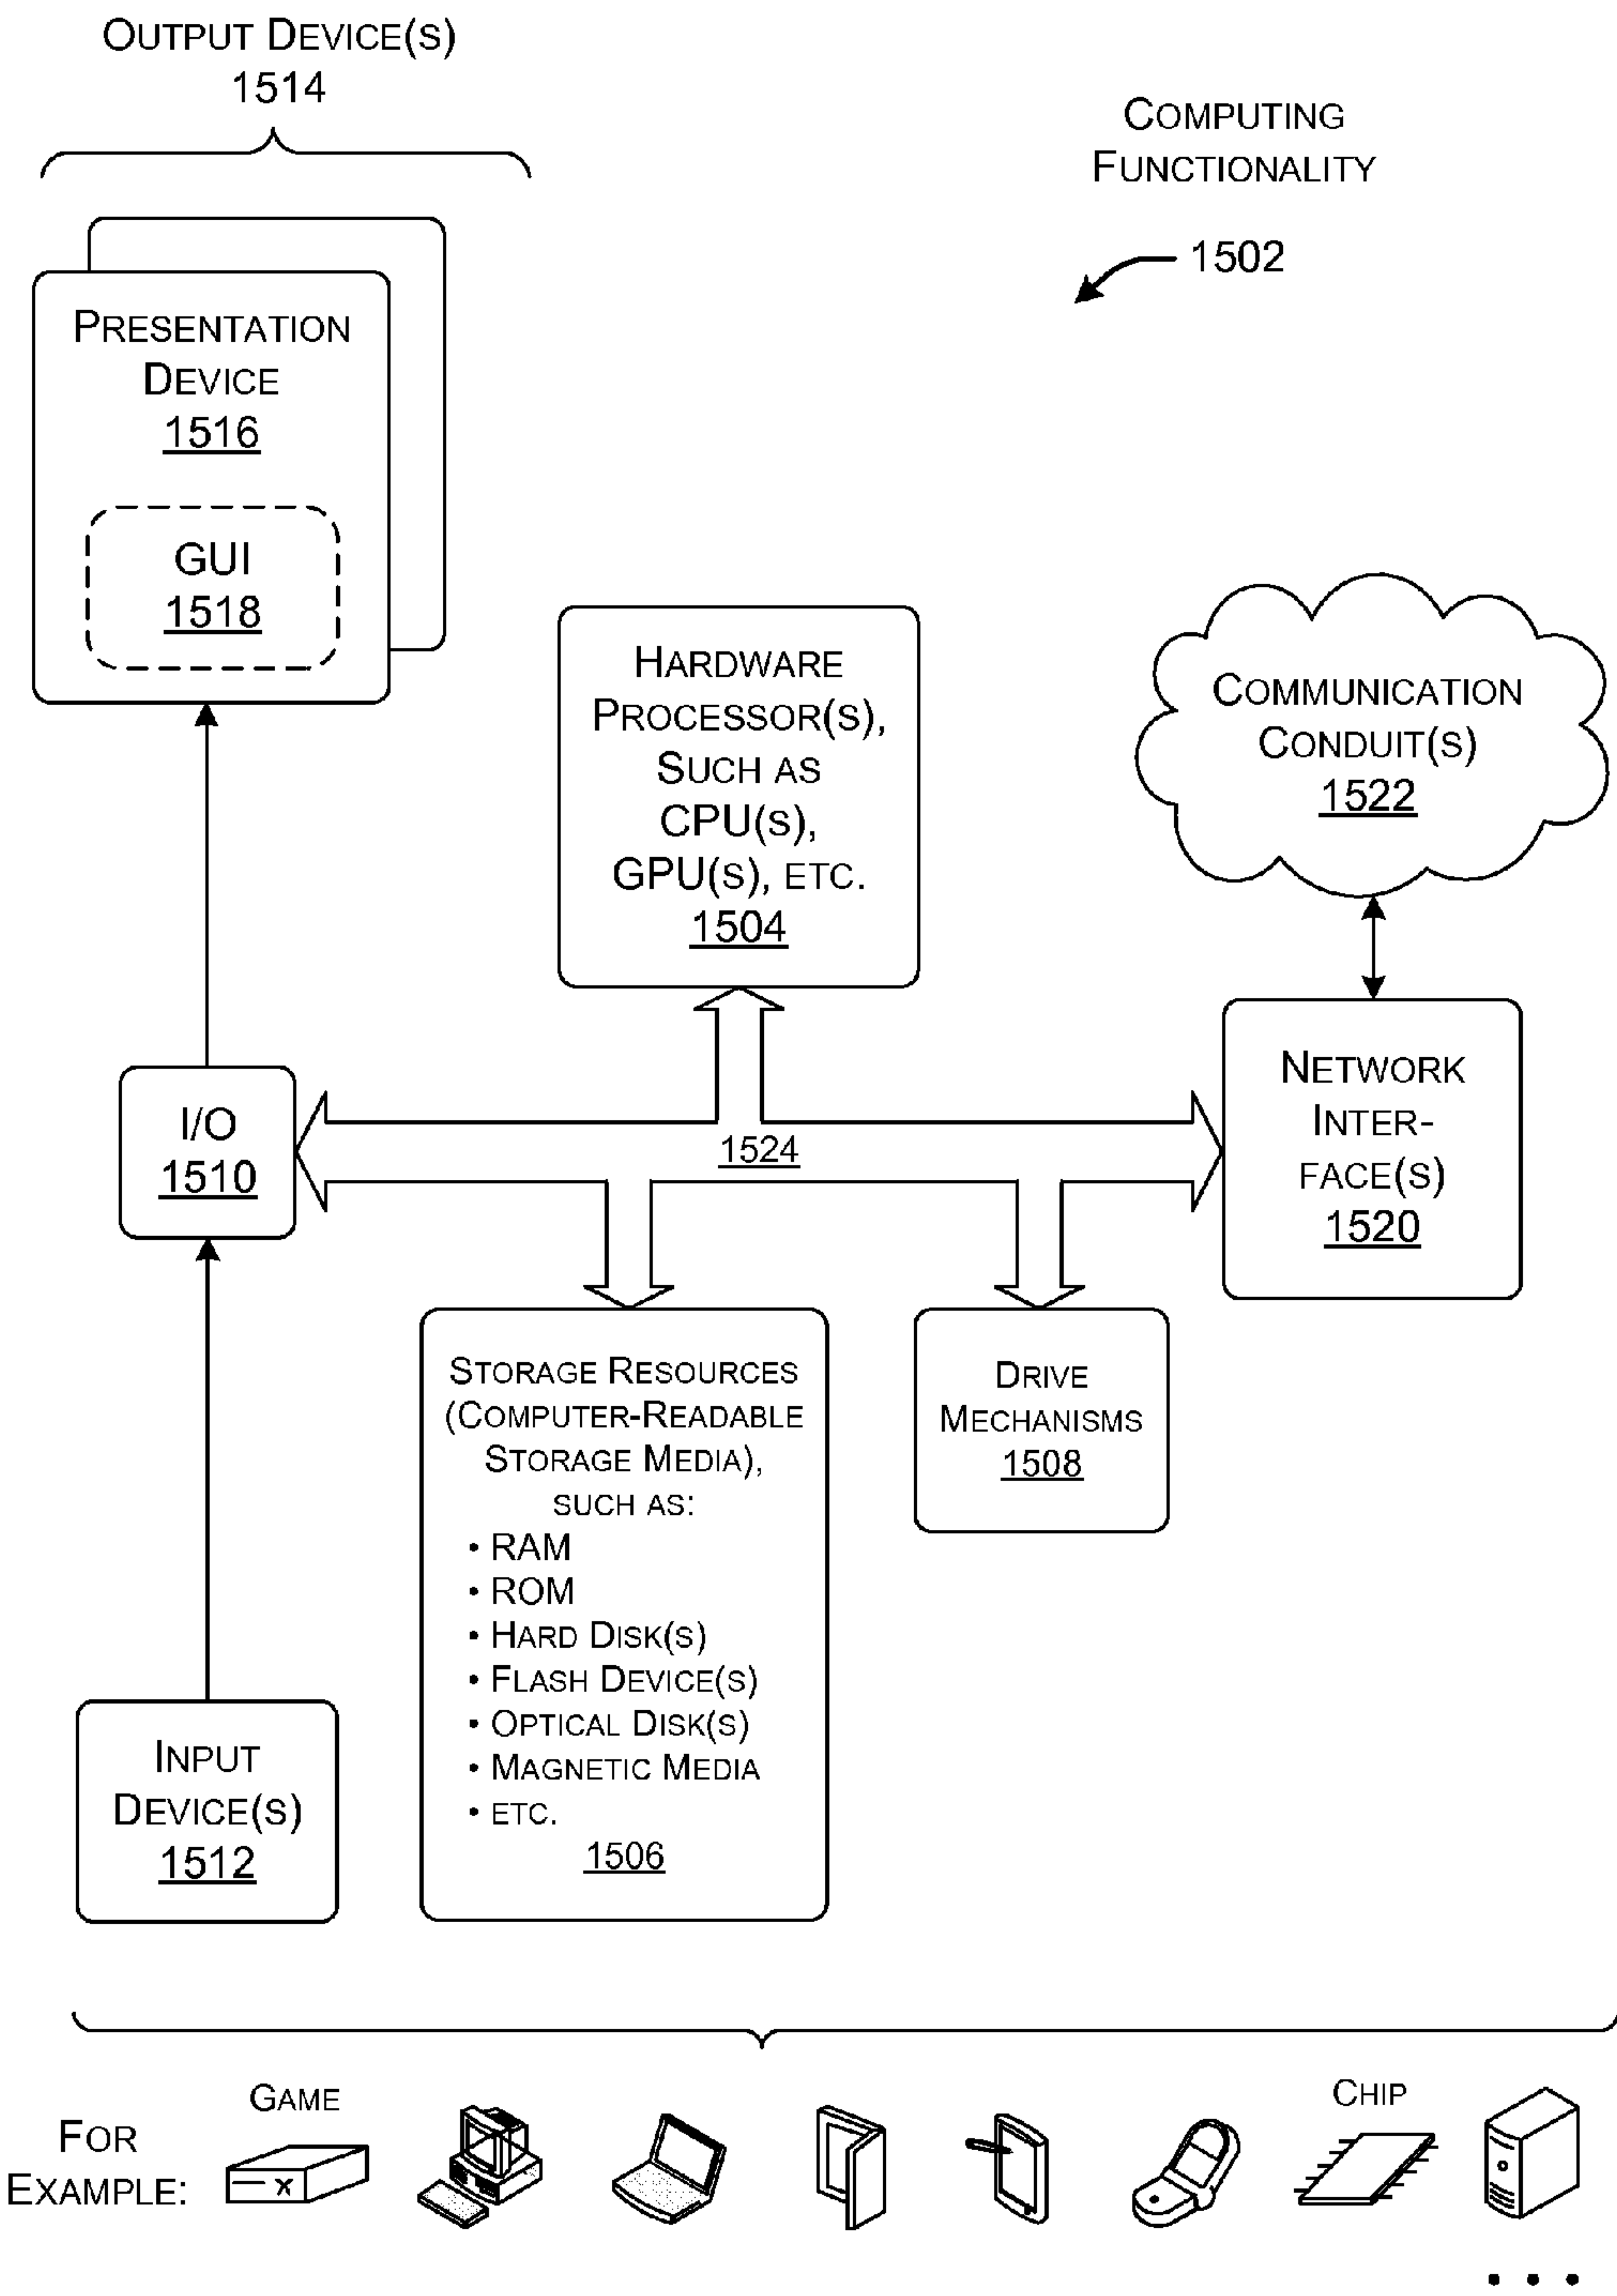 OUTPUT DEVICE(S)
1514
COMPUTING
FUNCTIONALITY
1502
PRESENTATION
DEVICE
1516
GUI
1518
HARDWARE
PROCESSOR(S),
SUCH AS
CPU(S),
GPU(S), ETC.
1504
COMMUNICATION
CONDUIT(S)
1522
I/O
1510
1524
NETWORK
INTER-
FACE(S)
1520
STORAGE RESOURCES
(COMPUTER-READABLE
STORAGE MEDIA),
SUCH AS:
• RAM
• ROM
• HARD DISK(S)
• FLASH DEVICE(S)
• OPTICAL DISK(S)
• MAGNETIC MEDIA
• ETC.
1506
DRIVE
MECHANISMS
1508
INPUT
DEVICE(S)
1512
FOR
EXAMPLE:
GAME
X
CHIP
• • •